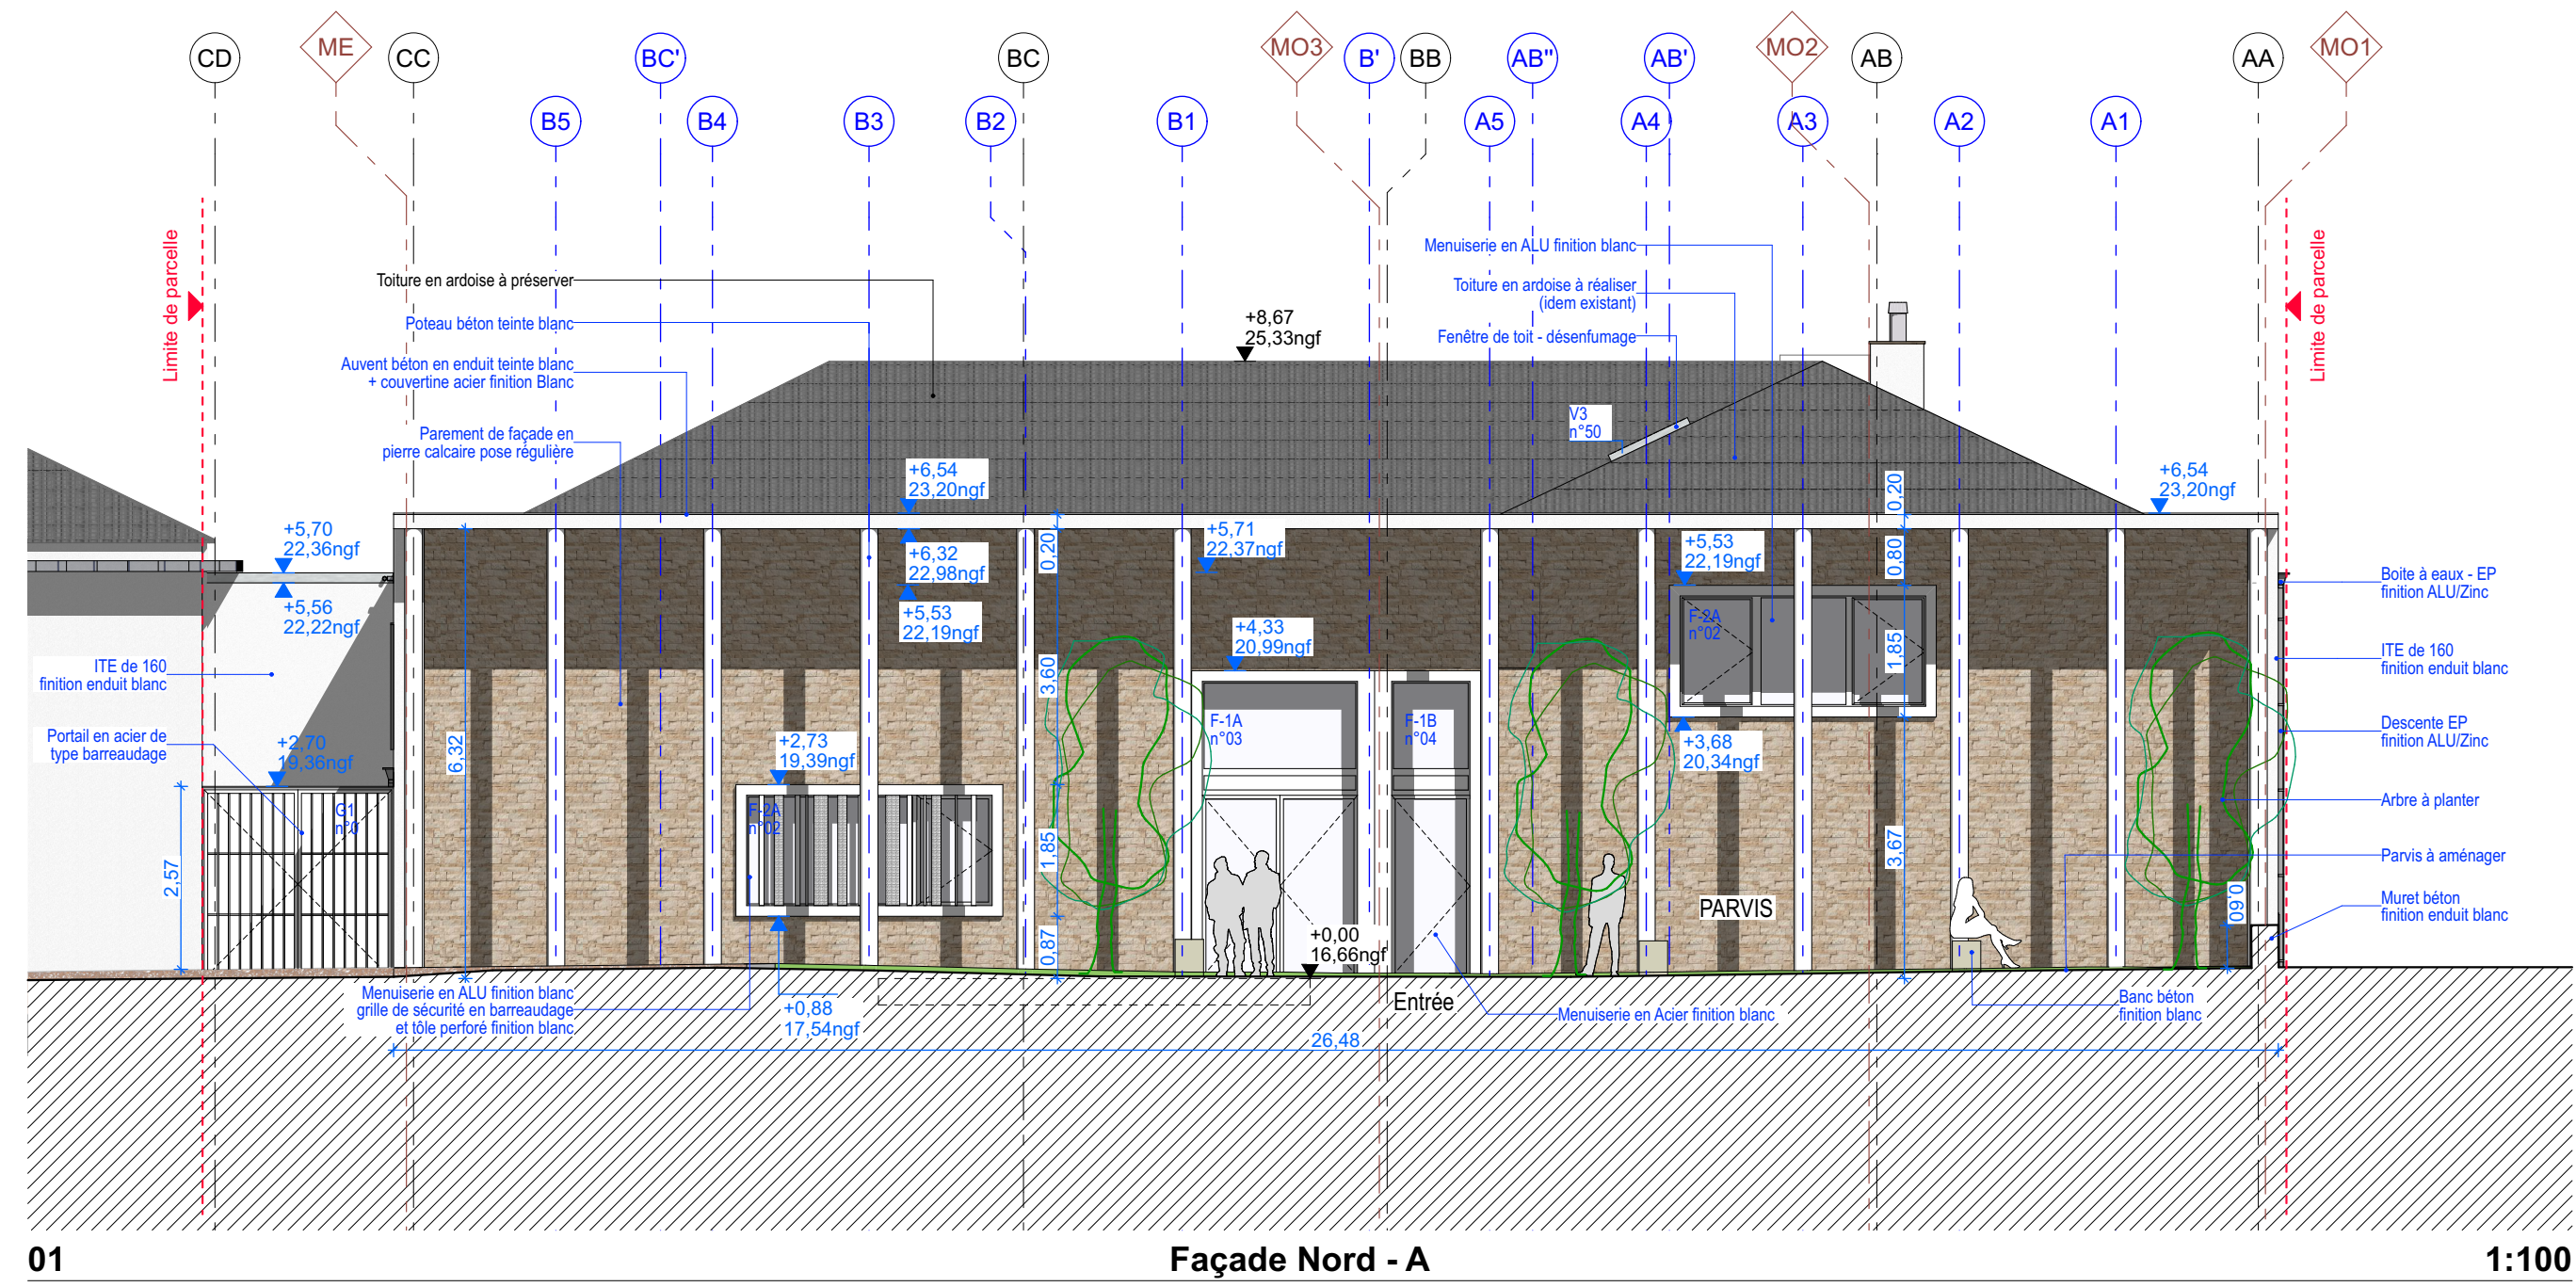 CD
ME
CC
BC'
BC
MO3
B'
BB
AB"
AB'
MO2
AB
AA
MO1
B5
B4
B3
B2
B1
A5
A4
A3
A2
A1
Limite de parcelle
Limite de parcelle
Menuiserie en ALU finition blanc
Toiture en ardoise à préserver
Toiture en ardoise à réaliser
(idem existant)
Poteau béton teinte blanc
+8,67
25,33ngf
Fenêtre de toit - désenfumage
Auvent béton en enduit teinte blanc
+ couvertine acier finition Blanc
V3
n°50
Parement de façade en
pierre calcaire pose régulière
+6,54
23,20ngf
+6,54
23,20ngf
0,20
+5,70
22,36ngf
+5,71
22,37ngf
0,20
+6,32
22,98ngf
+5,53
22,19ngf
0,80
+5,56
22,22ngf
+5,53
22,19ngf
Boite à eaux - EP
finition ALU/Zinc
+4,33
20,99ngf
F-2A
n°02
1,85
ITE de 160
finition enduit blanc
3,60
ITE de 160
finition enduit blanc
F-1A
n°03
F-1B
n°04
Portail en acier de
type barreaudage
+2,70
19,36ngf
6,32
+2,73
19,39ngf
+3,68
20,34ngf
Descente EP
finition ALU/Zinc
G1
F-2A
n°02
Arbre à planter
2,57
1,85
3,67
Parvis à aménager
PARVIS
0,60
Muret béton
finition enduit blanc
0,87
+0,00
16,66ngf
Menuiserie en ALU finition blanc
grille de sécurité en barreaudage
et tôle perforé finition blanc
+0,88
17,54ngf
Entrée
Menuiserie en Acier finition blanc
Banc béton
finition blanc
26,48
01
Façade Nord - A
1:100